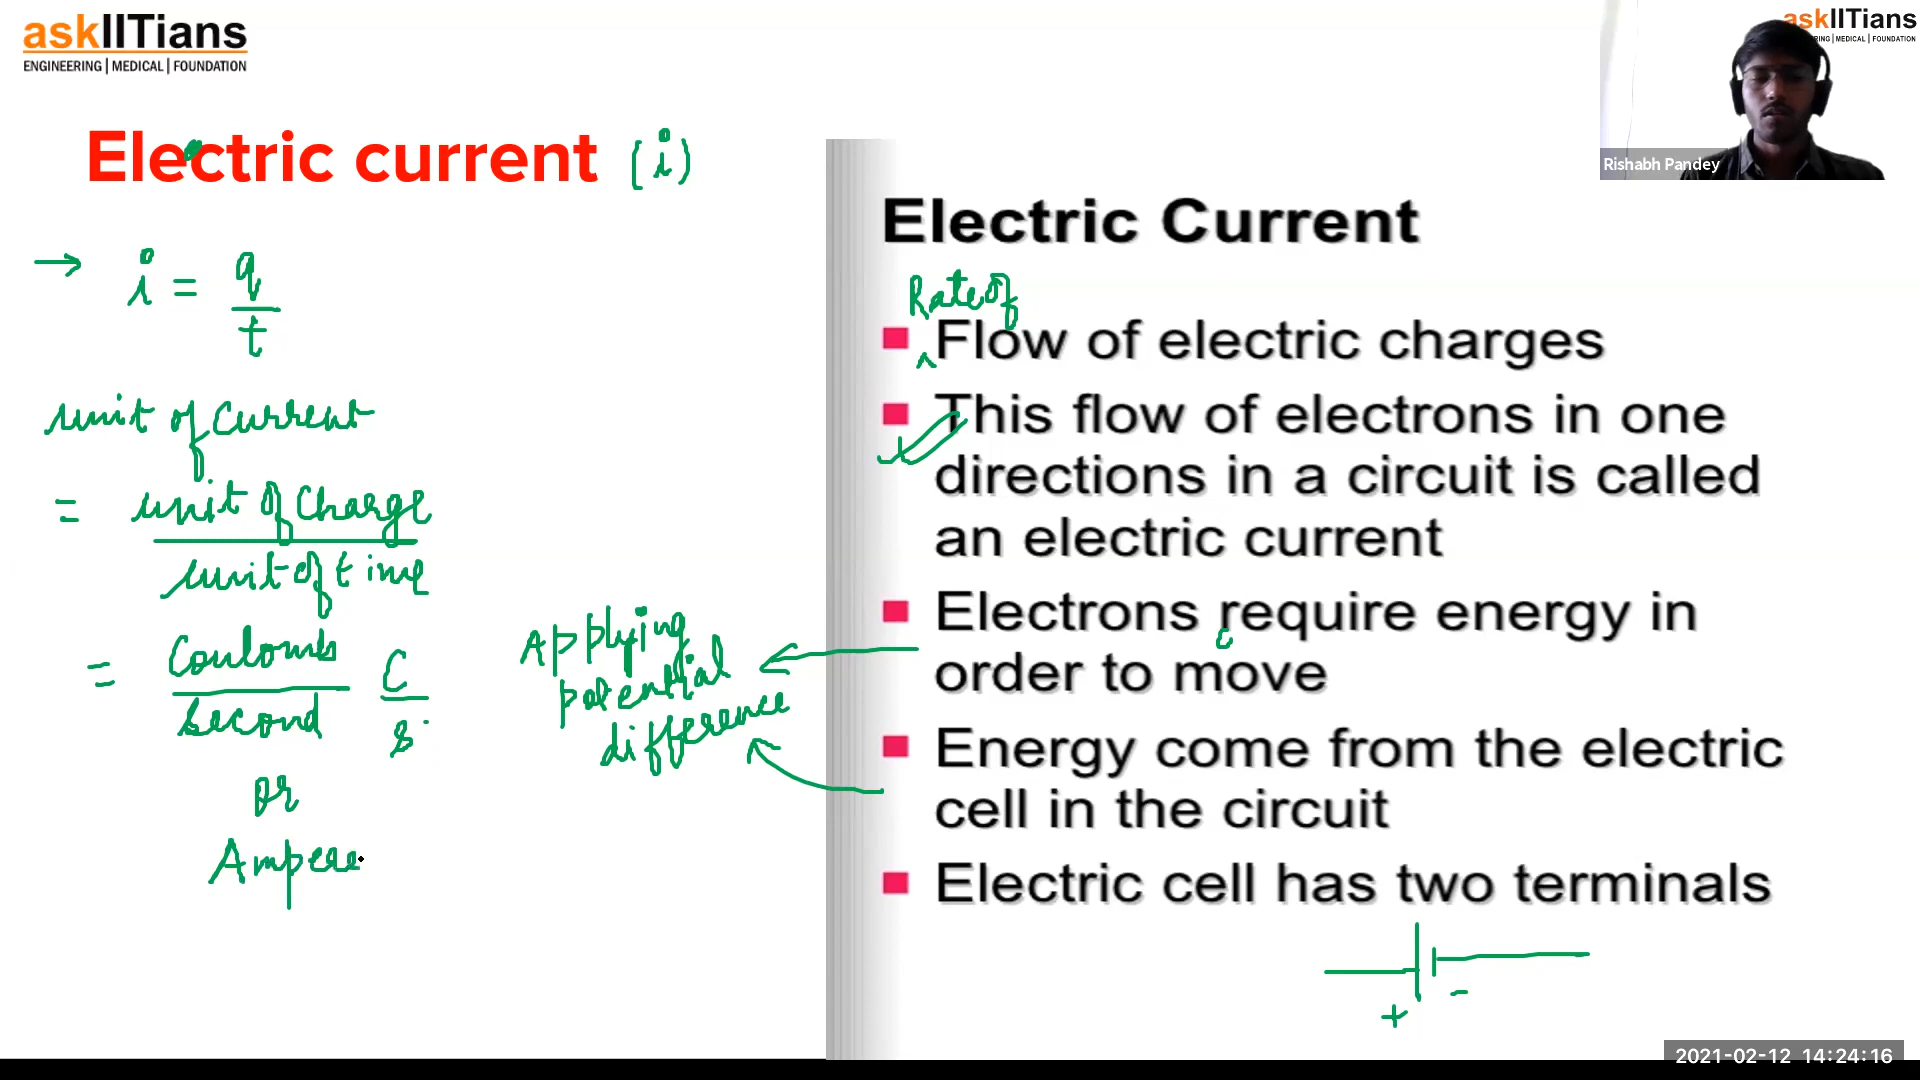 askIITians
ENGINEERING | MEDICAL | FOUNDATION
askIITians
RING | MEDICAL | FOUNDATION
Rishabh Pandey
Electric current (i)
→ i = q
t
unit of current
= unit of charge
unit of time
= Coulomb C
second s
or
Ampere
Applying
potential
difference
Electric Current
Rate of
Flow of electric charges
This flow of electrons in one
directions in a circuit is called
an electric current
Electrons require energy in
order to move
Energy come from the electric
cell in the circuit
Electric cell has two terminals
+ -
2021-02-12 14:24:16